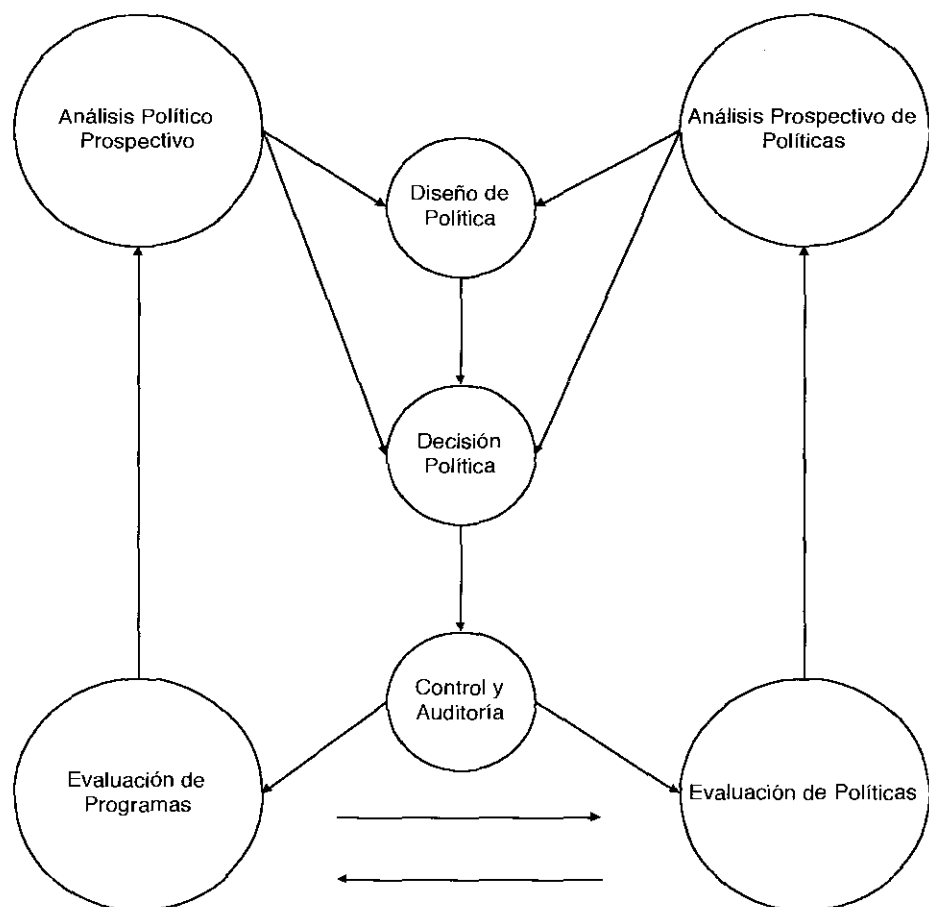 Análisis Político
Prospectivo
Análisis Prospectivo de
Políticas
Diseño de
Política
Decisión
Política
Control y
Auditoría
Evaluación de
Programas
Evaluación de Políticas